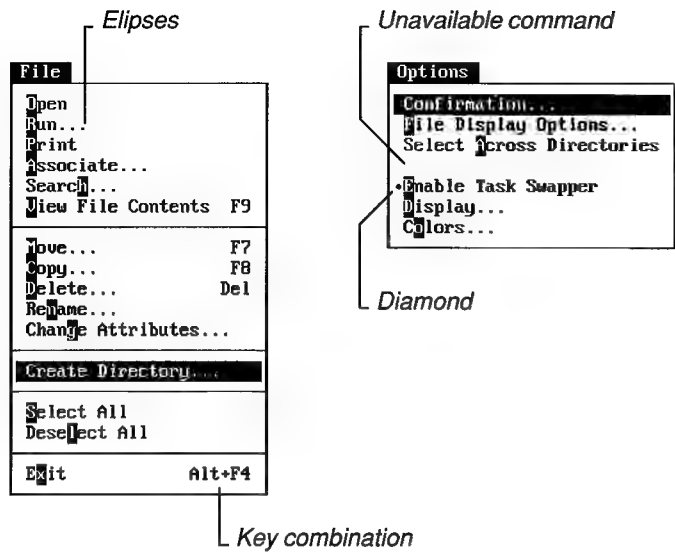 Elipses
File
Open
Run...
Print
Associate...
Search...
View File Contents F9
Move... F7
Copy... F8
Delete... Del
Rename...
Change Attributes...
Create Directory...
Select All
Deselect All
Exit Alt+F4
Key combination
Unavailable command
Options
Confirmation...
File Display Options...
Select Across Directories
Enable Task Swapper
Display...
Colors...
Diamond